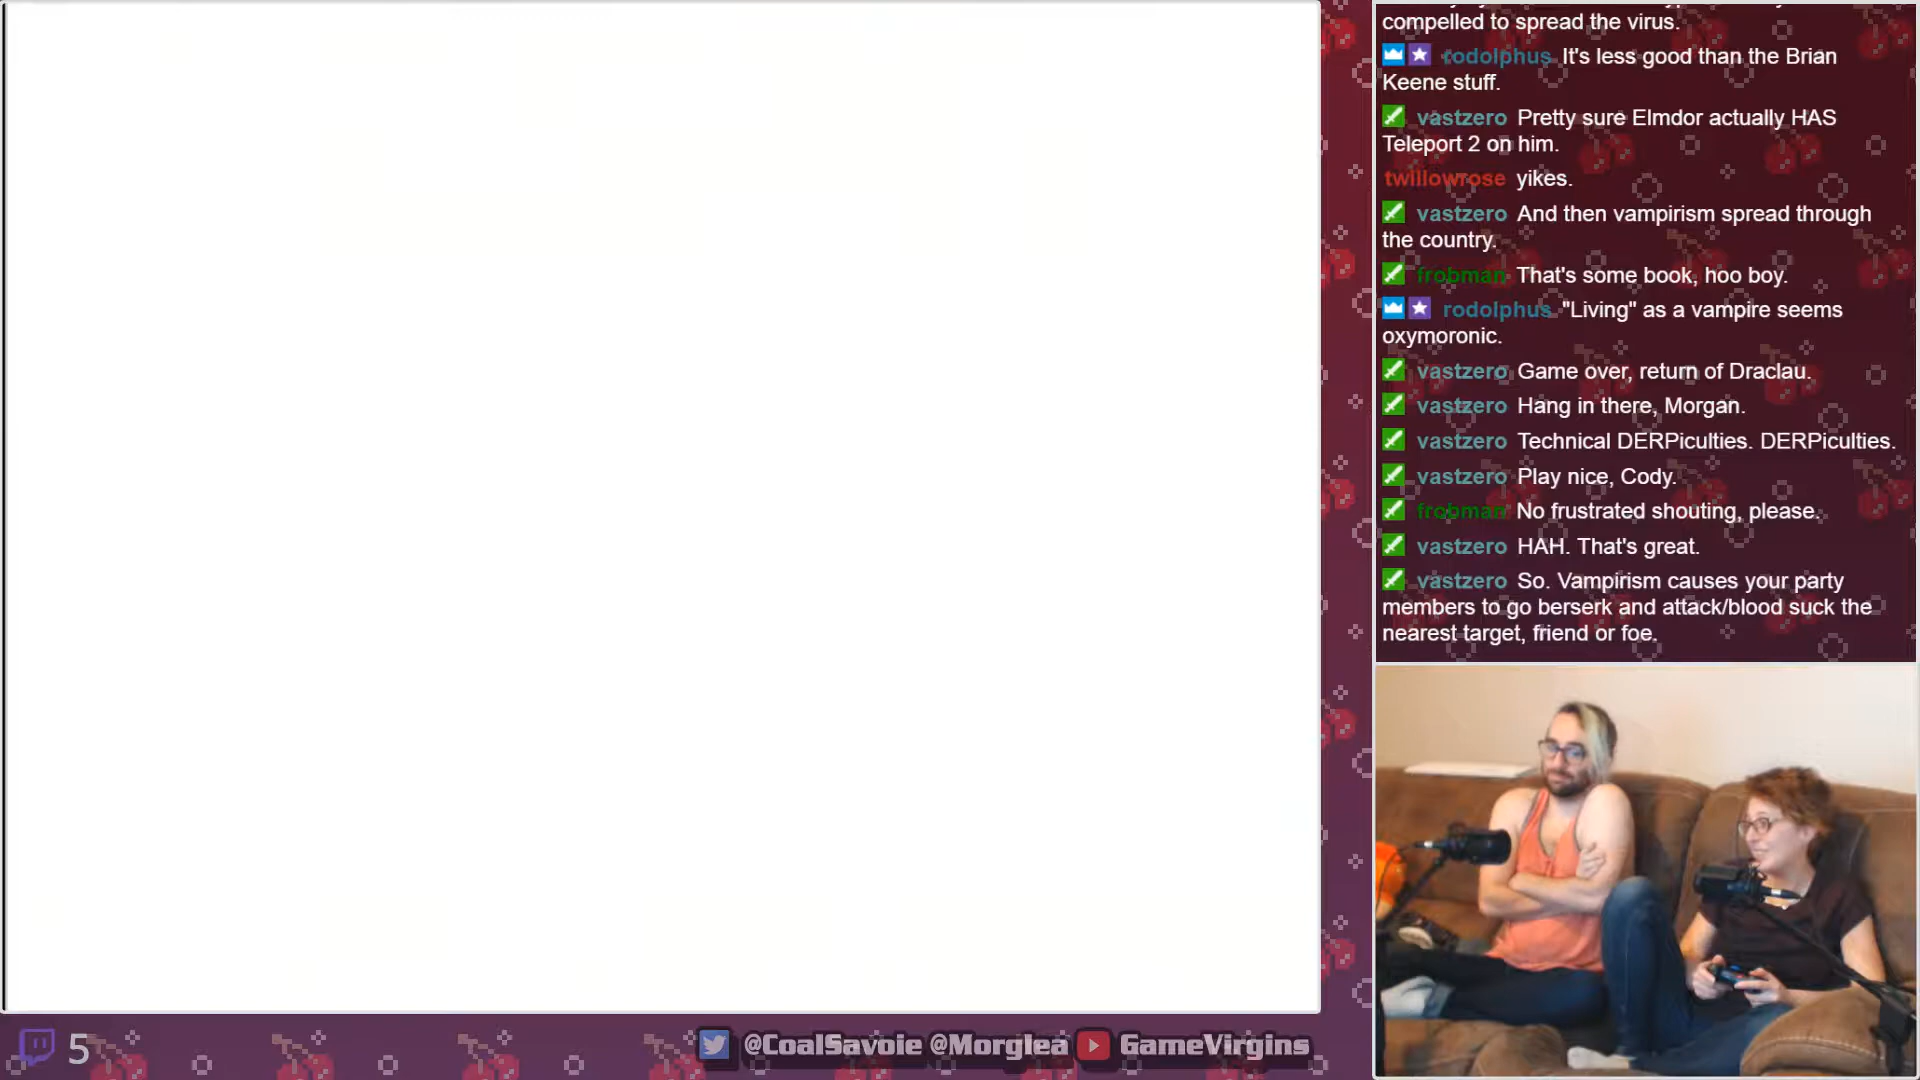 compelled to spread the virus.
rodolphus It's less good than the Brian
Keene stuff.
vastzero Pretty sure Elmdor actually HAS
Teleport 2 on him.
twillowrose yikes.
vastzero And then vampirism spread through
the country.
frobman That's some book, hoo boy.
rodolphus "Living" as a vampire seems
oxymoronic.
vastzero Game over, return of Draclau.
vastzero Hang in there, Morgan.
vastzero Technical DERPiculties. DERPiculties.
vastzero Play nice, Cody.
frobman No frustrated shouting, please.
vastzero HAH. That's great.
vastzero So. Vampirism causes your party
members to go berserk and attack/blood suck the
nearest target, friend or foe.
5
@CoalSavoie @Morglea GameVirgins